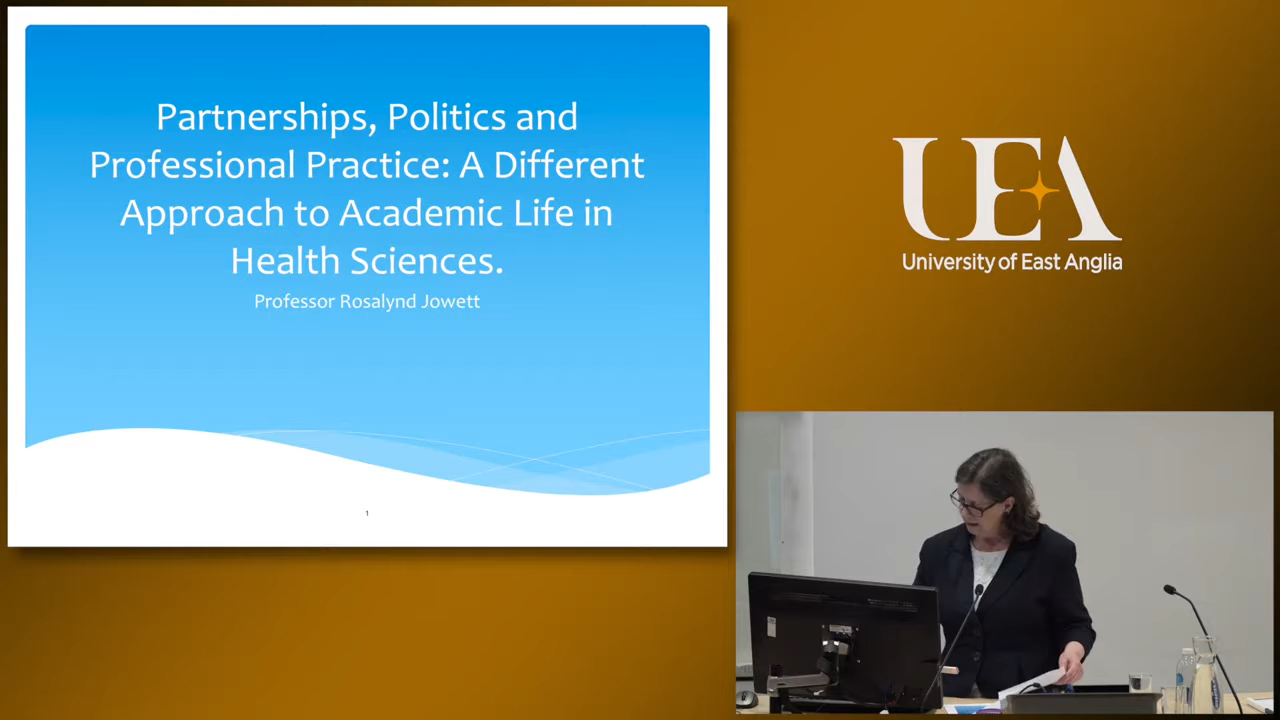 Partnerships, Politics and
Professional Practice: A Different
Approach to Academic Life in
Health Sciences.
Professor Rosalynd Jowett
1
UEA
University of East Anglia